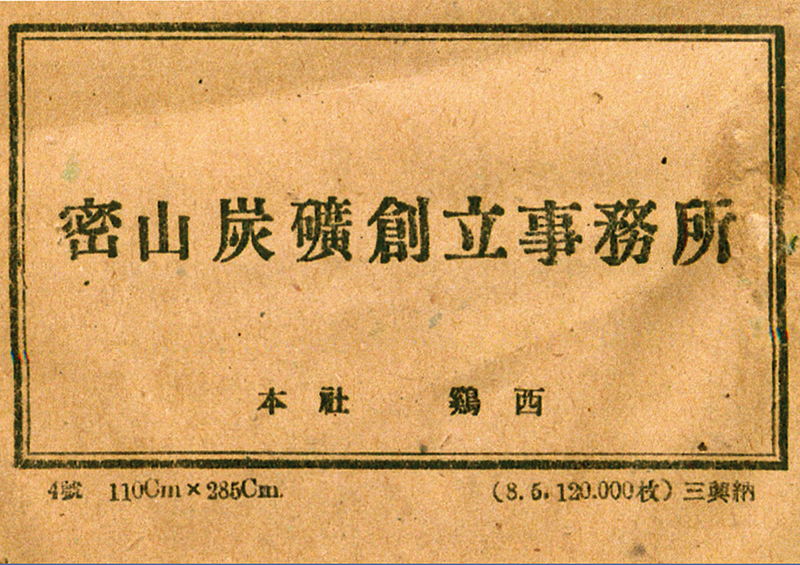 密山炭礦創立事務所
本社 鷄西
4號 110Cm×285Cm. (8.5.120.000枚) 三興納